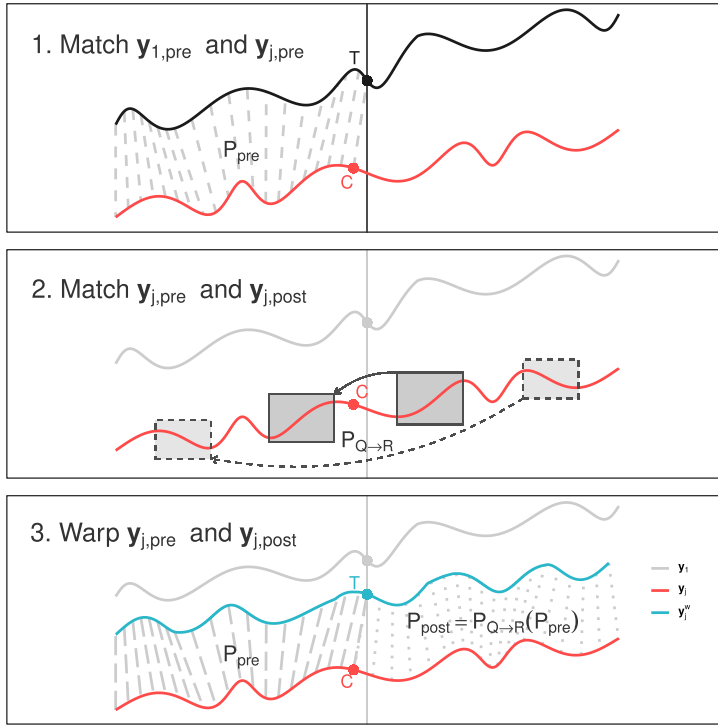 1. Match y1,pre and yj,pre
T
Ppre
C
2. Match yj,pre and yj,post
C
PQ→R
3. Warp yj,pre and yj,post
T
Ppost = PQ→R(Ppre)
Ppre
C
y1
yj
yjw